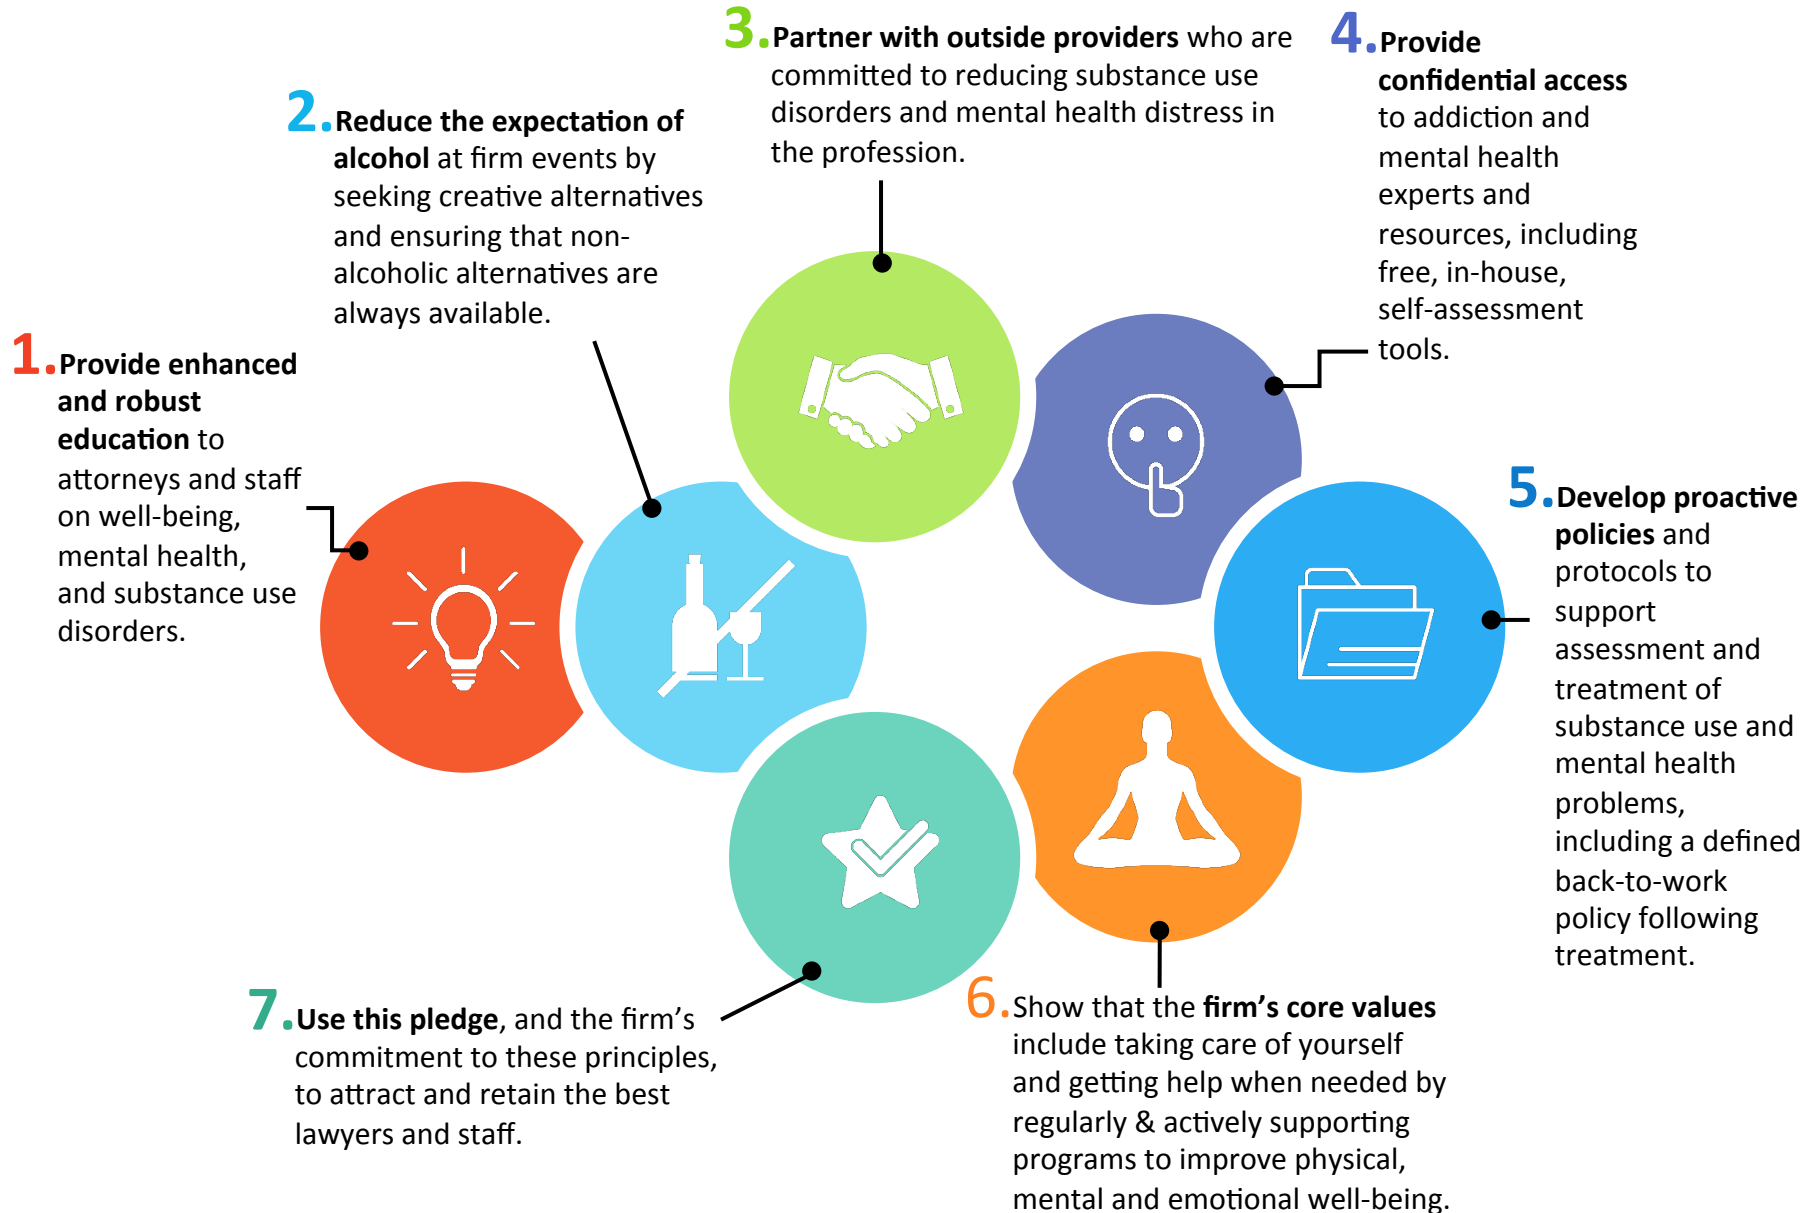 1.Provide enhanced
and robust
education to
attorneys and staff
on well-being,
mental health,
and substance use
disorders.
2.Reduce the expectation of
alcohol at firm events by
seeking creative alternatives
and ensuring that non-
alcoholic alternatives are
always available.
3.Partner with outside providers who are
committed to reducing substance use
disorders and mental health distress in
the profession.
4.Provide
confidential access
to addiction and
mental health
experts and
resources, including
free, in-house,
self-assessment
tools.
5.Develop proactive
policies and
protocols to
support
assessment and
treatment of
substance use and
mental health
problems,
including a defined
back-to-work
policy following
treatment.
6.Show that the firm’s core values
include taking care of yourself
and getting help when needed by
regularly & actively supporting
programs to improve physical,
mental and emotional well-being.
7.Use this pledge, and the firm’s
commitment to these principles,
to attract and retain the best
lawyers and staff.